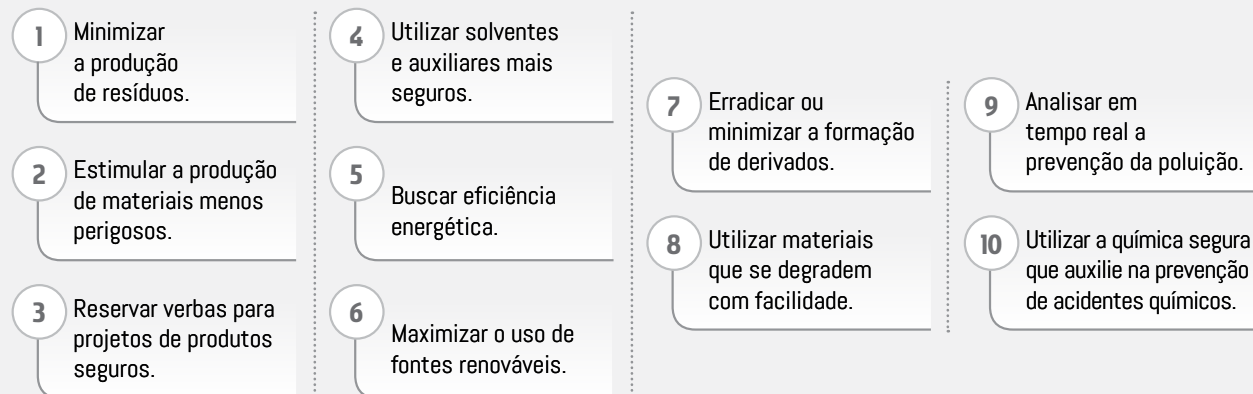 1 Minimizar
a produção
de resíduos.
2 Estimular a produção
de materiais menos
perigosos.
3 Reservar verbas para
projetos de produtos
seguros.
4 Utilizar solventes
e auxiliares mais
seguros.
5 Buscar eficiência
energética.
6 Maximizar o uso de
fontes renováveis.
7 Erradicar ou
minimizar a formação
de derivados.
8 Utilizar materiais
que se degradem
com facilidade.
9 Analisar em
tempo real a
prevenção da poluição.
10 Utilizar a química segura
que auxilie na prevenção
de acidentes químicos.